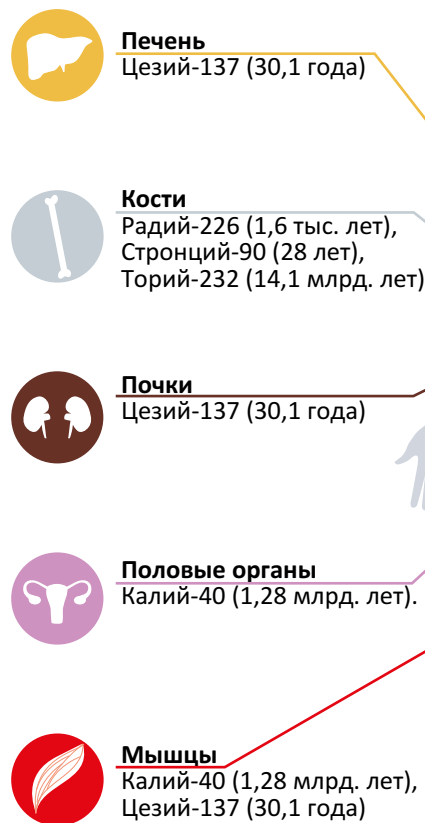 Печень
Цезий-137 (30,1 года)
Кости
Радий-226 (1,6 тыс. лет),
Стронций-90 (28 лет),
Торий-232 (14,1 млрд. лет)
Почки
Цезий-137 (30,1 года)
Половые органы
Калий-40 (1,28 млрд. лет).
Мышцы
Калий-40 (1,28 млрд. лет),
Цезий-137 (30,1 года)